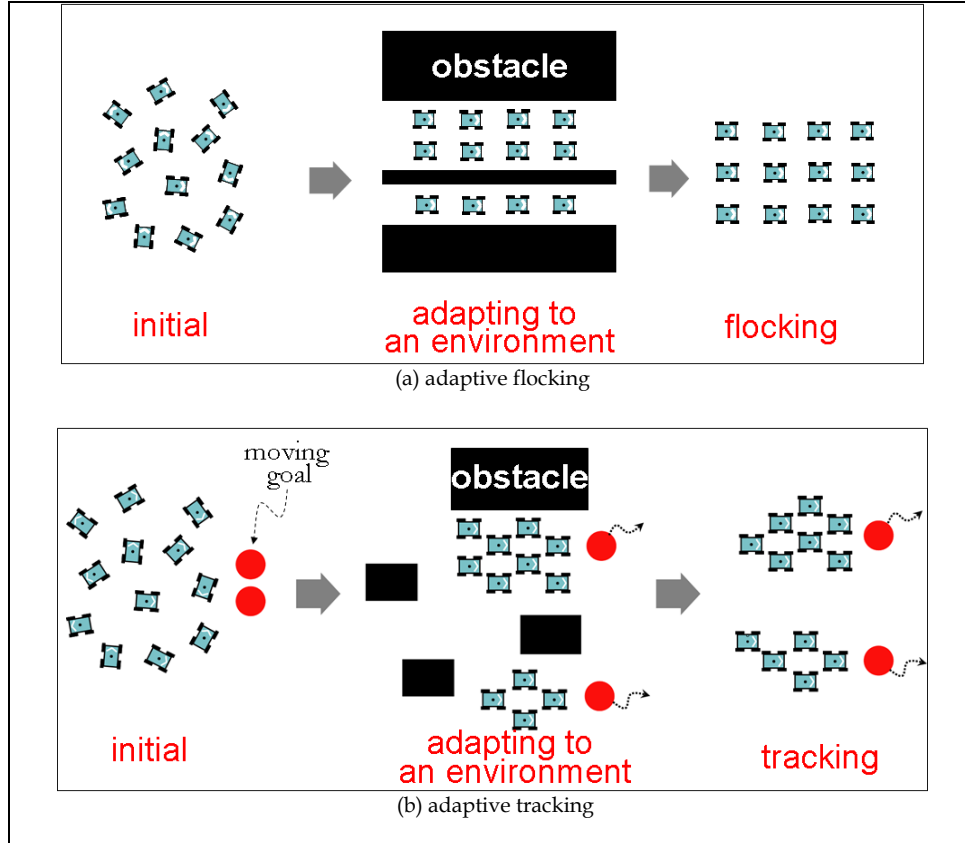 obstacle
initial
adapting to
an environment
flocking
(a) adaptive flocking
moving
goal
obstacle
initial
adapting to
an environment
tracking
(b) adaptive tracking